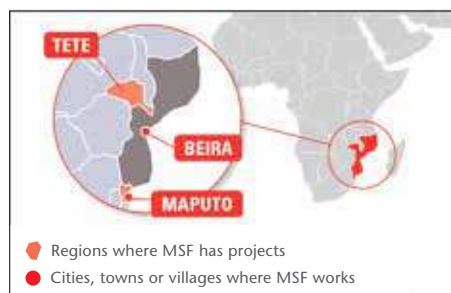 TETE
BEIRA
MAPUTO
Regions where MSF has projects
Cities, towns or villages where MSF works